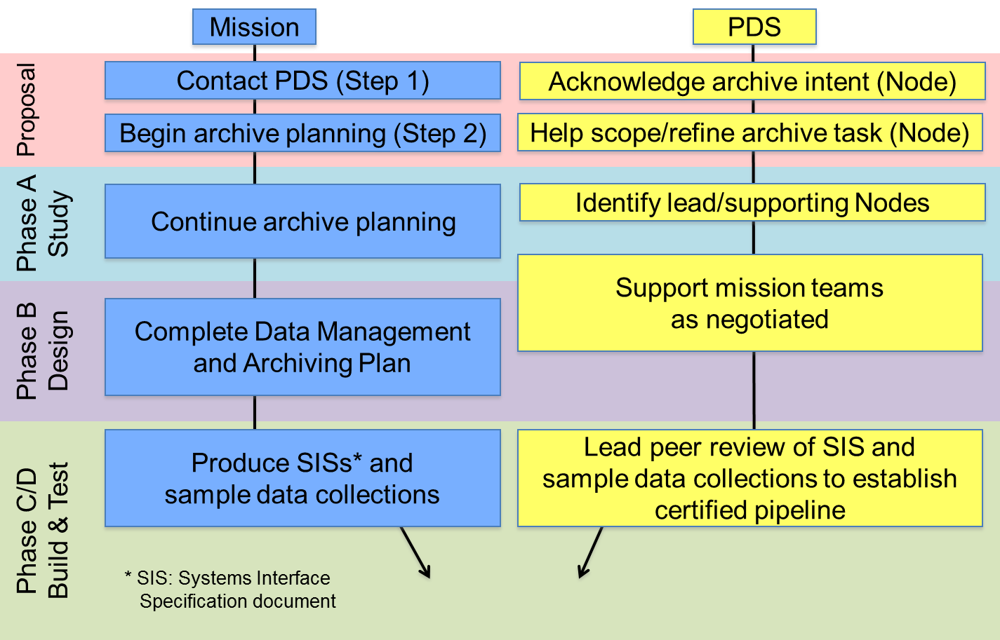 Mission
PDS
Proposal
Contact PDS (Step 1)
Acknowledge archive intent (Node)
Begin archive planning (Step 2)
Help scope/refine archive task (Node)
Phase A
Study
Continue archive planning
Identify lead/supporting Nodes
Support mission teams
as negotiated
Phase B
Design
Complete Data Management
and Archiving Plan
Phase C/D
Build & Test
Produce SISs* and
sample data collections
Lead peer review of SIS and
sample data collections to establish
certified pipeline
* SIS: Systems Interface
Specification document